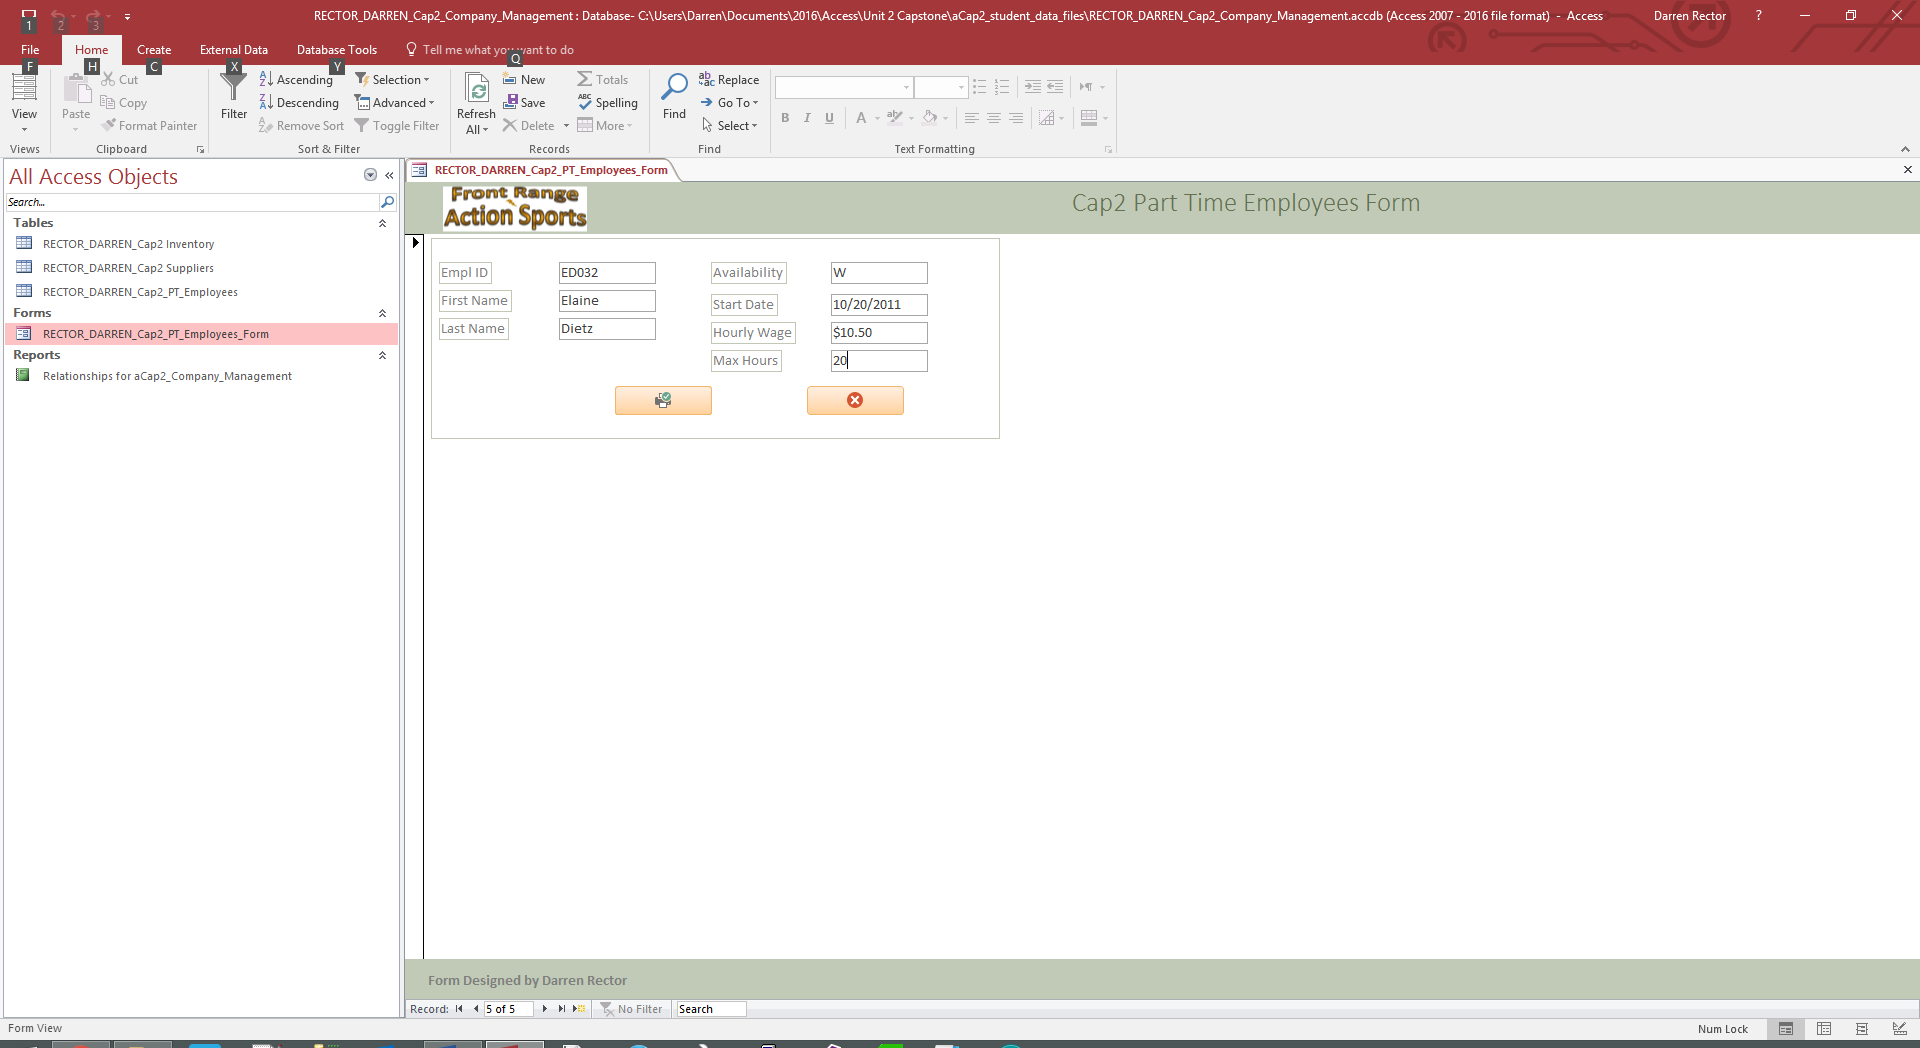 RECTOR_DARREN_Cap2_Company_Management : Database- C:\Users\Darren\Documents\2016\Access\Unit 2 Capstone\aCap2_student_data_files\RECTOR_DARREN_Cap2_Company_Management.accdb (Access 2007 - 2016 file format) - Access
Darren Rector ?
1 2 3
File Home Create External Data Database Tools Tell me what you want to do
F H C X Y Q
View
Views
Paste
Cut
Copy
Format Painter
Clipboard
Filter
Ascending
Descending
Remove Sort
Selection
Advanced
Toggle Filter
Sort & Filter
Refresh
All
New
Save
Delete
Totals
Spelling
More
Records
Find
Replace
Go To
Select
Find
B I U A
Text Formatting
All Access Objects
Search...
Tables
RECTOR_DARREN_Cap2 Inventory
RECTOR_DARREN_Cap2 Suppliers
RECTOR_DARREN_Cap2_PT_Employees
Forms
RECTOR_DARREN_Cap2_PT_Employees_Form
Reports
Relationships for aCap2_Company_Management
RECTOR_DARREN_Cap2_PT_Employees_Form
Front Range
Action Sports
Cap2 Part Time Employees Form
Empl ID ED032
First Name Elaine
Last Name Dietz
Availability W
Start Date 10/20/2011
Hourly Wage $10.50
Max Hours 20
Form Designed by Darren Rector
Record: 5 of 5 No Filter Search
Form View
Num Lock